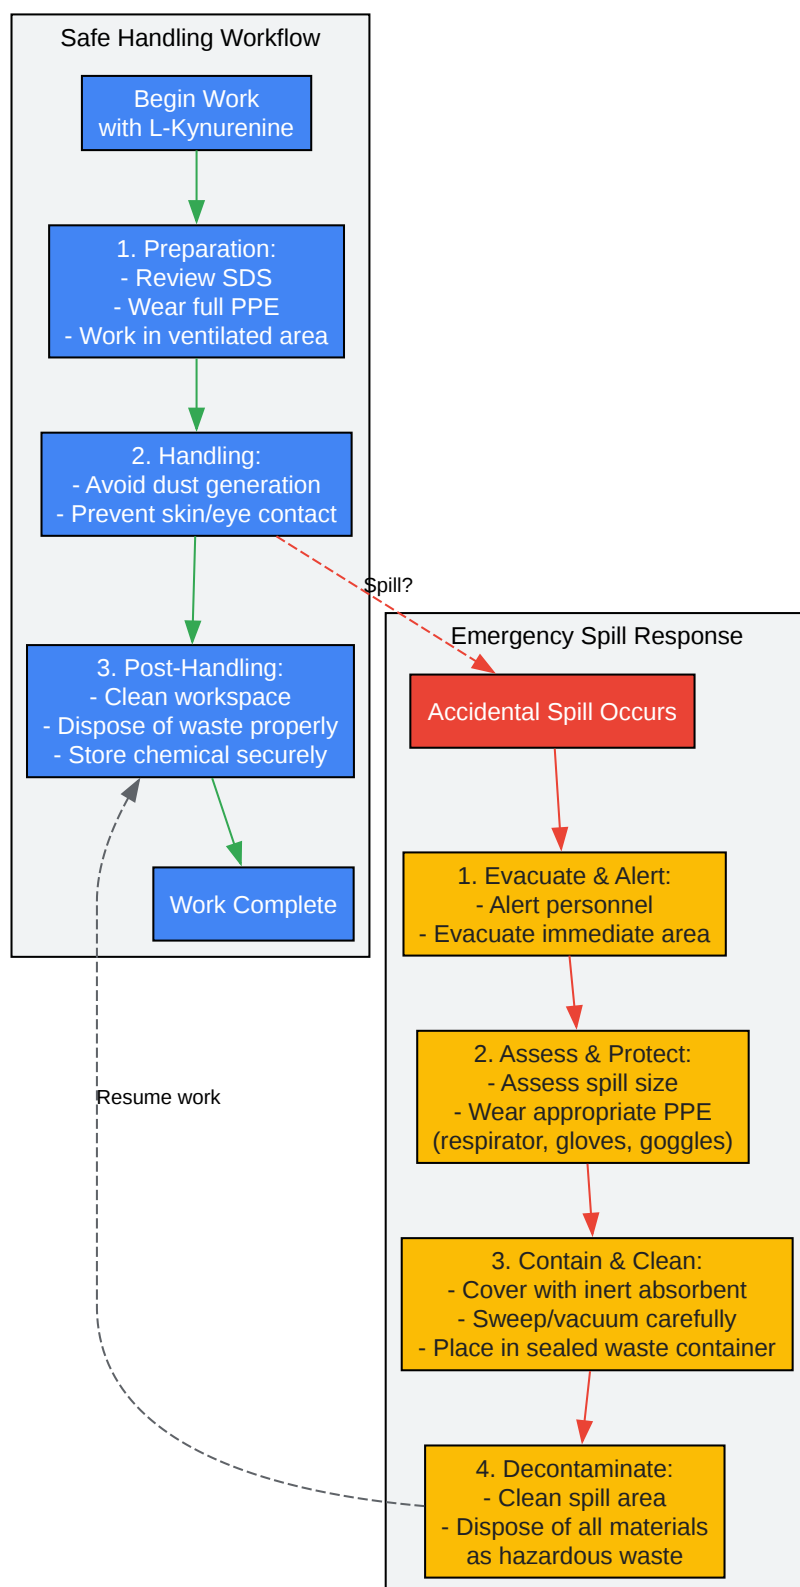 Safe Handling Workflow
Begin Work
with L-Kynurenine
1. Preparation:
- Review SDS
- Wear full PPE
- Work in ventilated area
2. Handling:
- Avoid dust generation
- Prevent skin/eye contact
Spill?
3. Post-Handling:
- Clean workspace
- Dispose of waste properly
- Store chemical securely
Work Complete
Resume work
Emergency Spill Response
Accidental Spill Occurs
1. Evacuate & Alert:
- Alert personnel
- Evacuate immediate area
2. Assess & Protect:
- Assess spill size
- Wear appropriate PPE
(respirator, gloves, goggles)
3. Contain & Clean:
- Cover with inert absorbent
- Sweep/vacuum carefully
- Place in sealed waste container
4. Decontaminate:
- Clean spill area
- Dispose of all materials
as hazardous waste